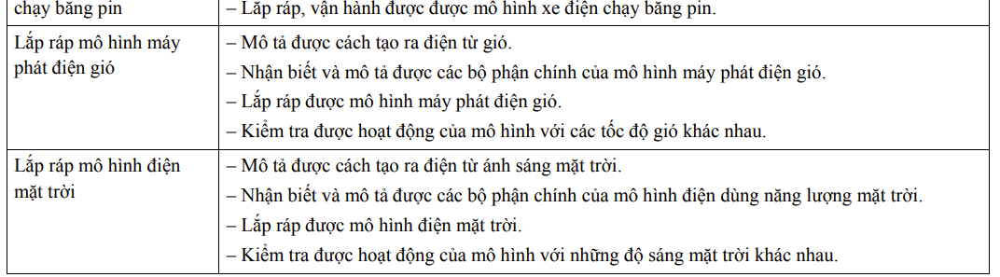 chạy bằng pin
– Lắp ráp, vận hành được được mô hình xe điện chạy bằng pin.
Lắp ráp mô hình máy
phát điện gió
– Mô tả được cách tạo ra điện từ gió.
– Nhận biết và mô tả được các bộ phận chính của mô hình máy phát điện gió.
– Lắp ráp được mô hình máy phát điện gió.
– Kiểm tra được hoạt động của mô hình với các tốc độ gió khác nhau.
Lắp ráp mô hình điện
mặt trời
– Mô tả được cách tạo ra điện từ ánh sáng mặt trời.
– Nhận biết và mô tả được các bộ phận chính của mô hình điện dùng năng lượng mặt trời.
– Lắp ráp được mô hình điện mặt trời.
– Kiểm tra được hoạt động của mô hình với những độ sáng mặt trời khác nhau.